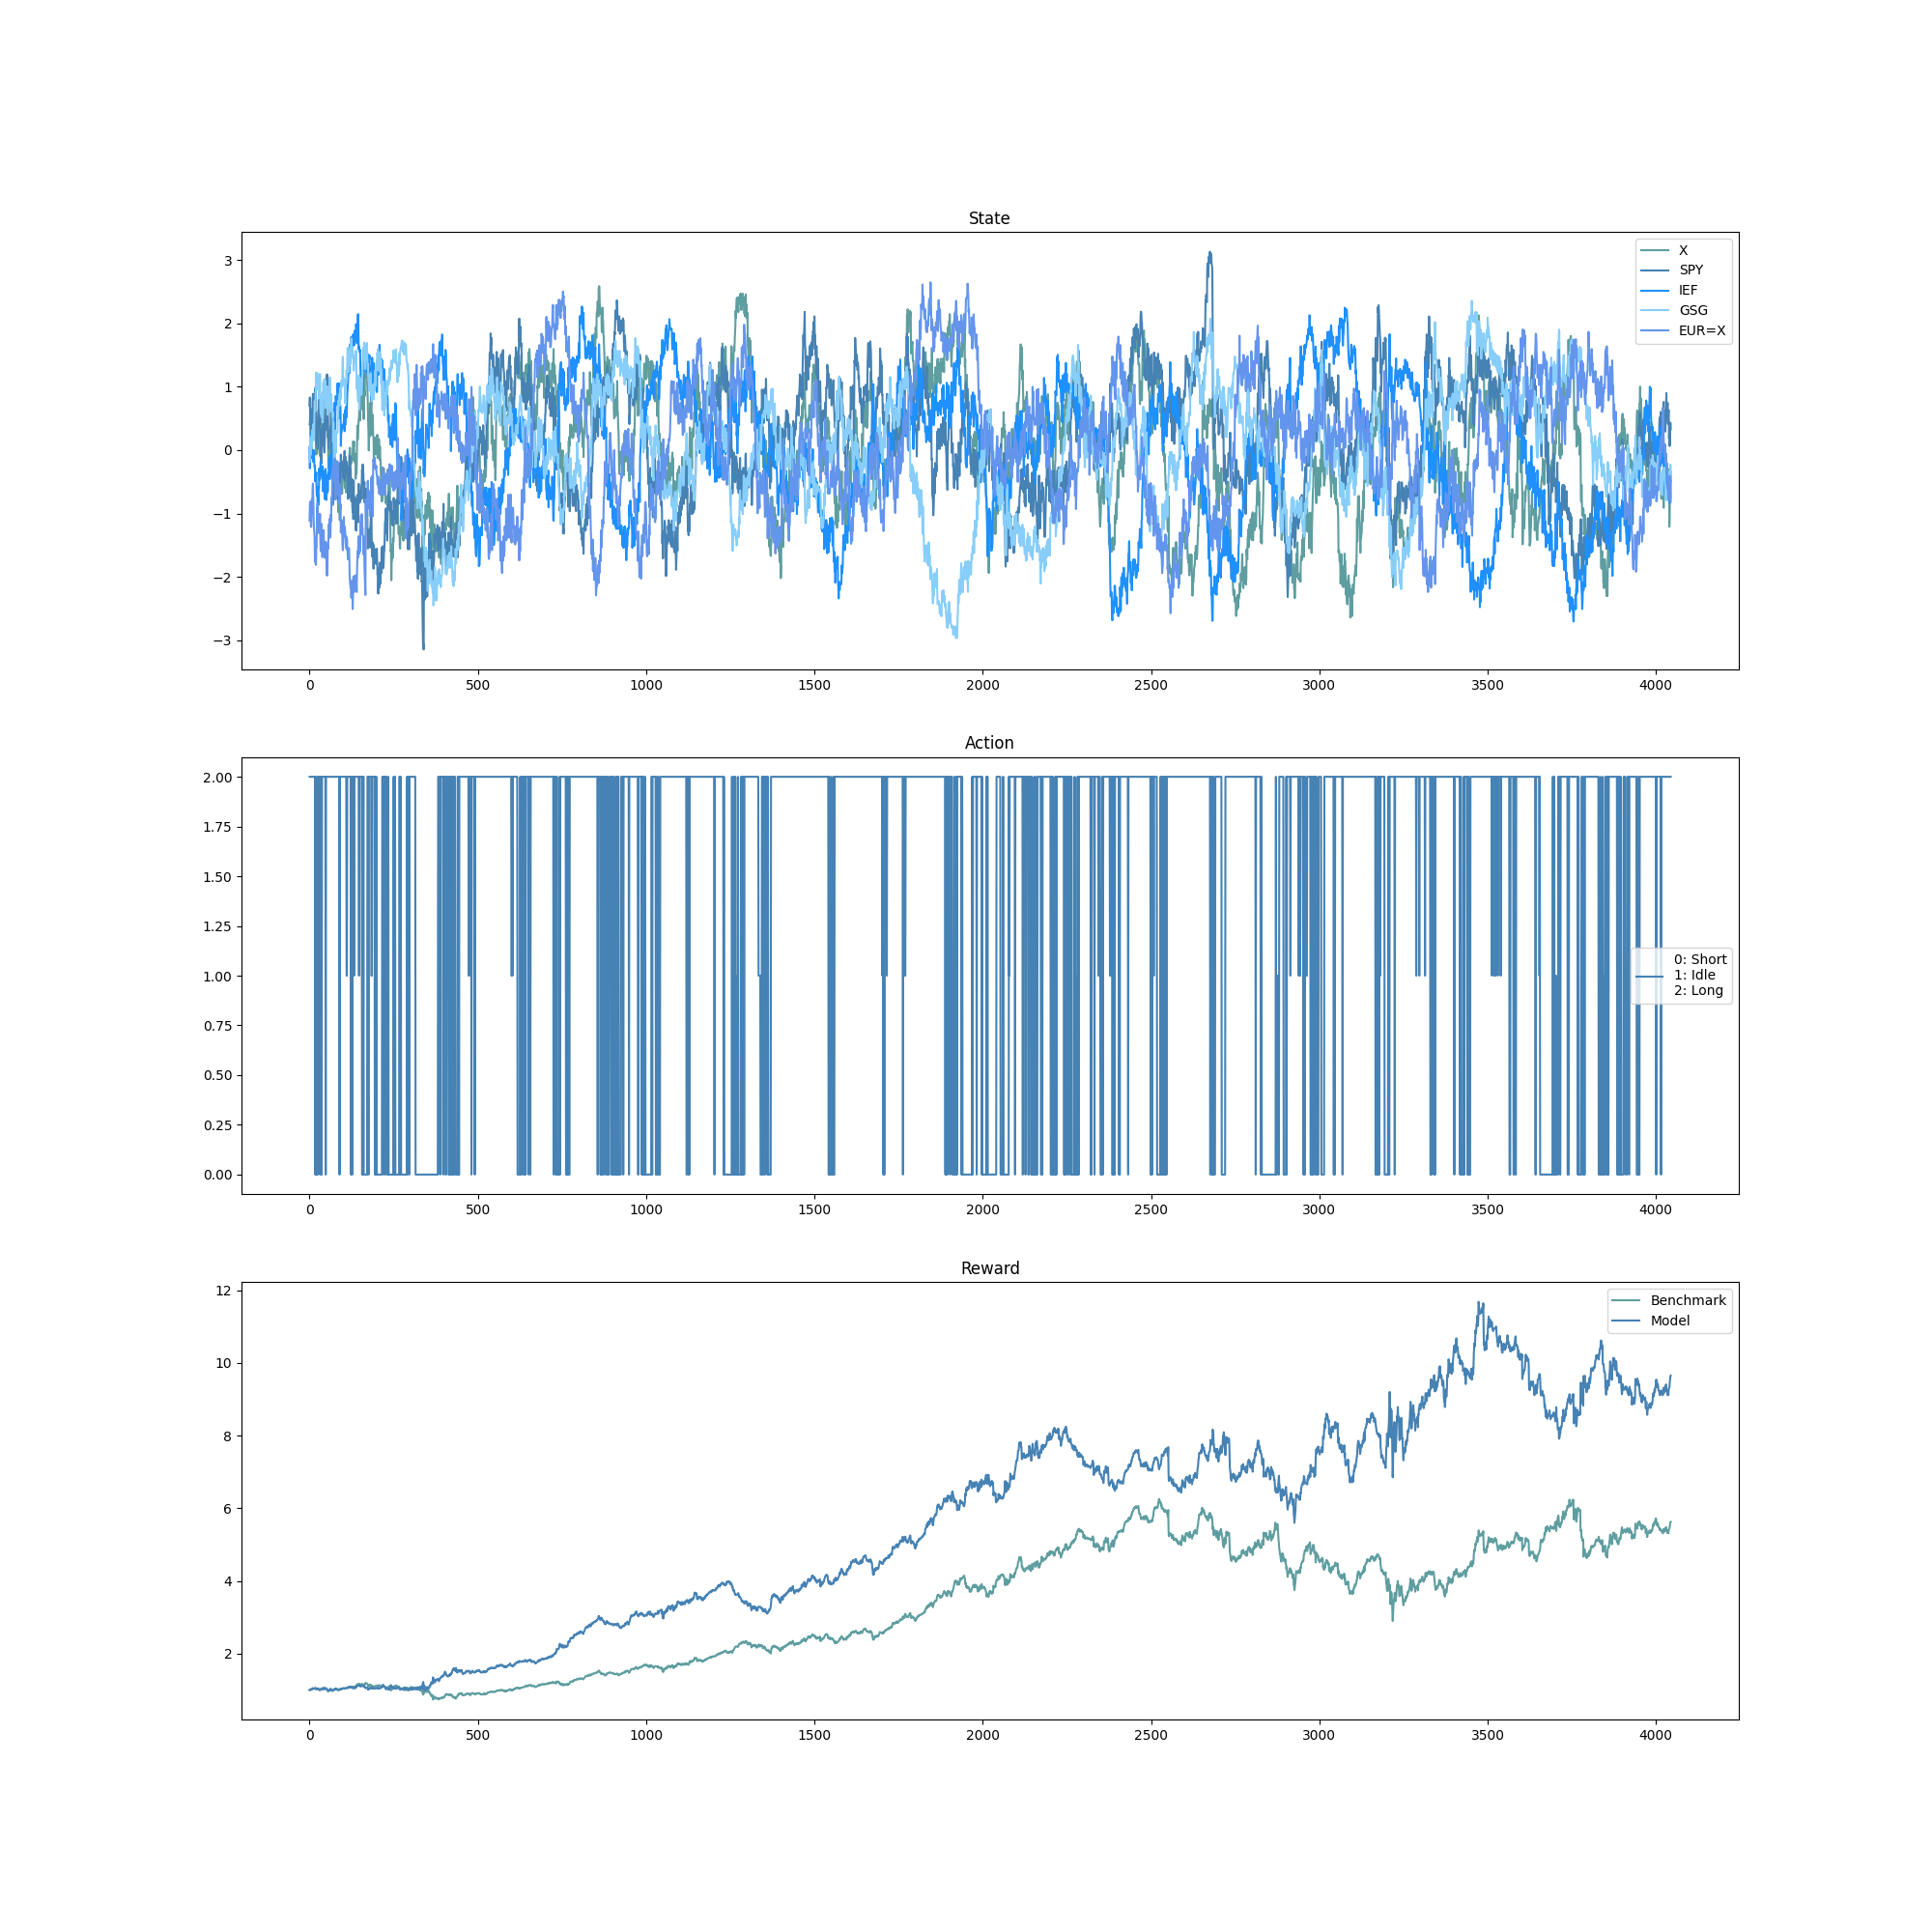 State
3
2
1
0
−1
−2
−3
X
SPY
IEF
GSG
EUR=X
0 500 1000 1500 2000 2500 3000 3500 4000
Action
2.00
1.75
1.50
1.25
1.00
0.75
0.50
0.25
0.00
0: Short
1: Idle
2: Long
0 500 1000 1500 2000 2500 3000 3500 4000
Reward
12
10
8
6
4
2
Benchmark
Model
0 500 1000 1500 2000 2500 3000 3500 4000